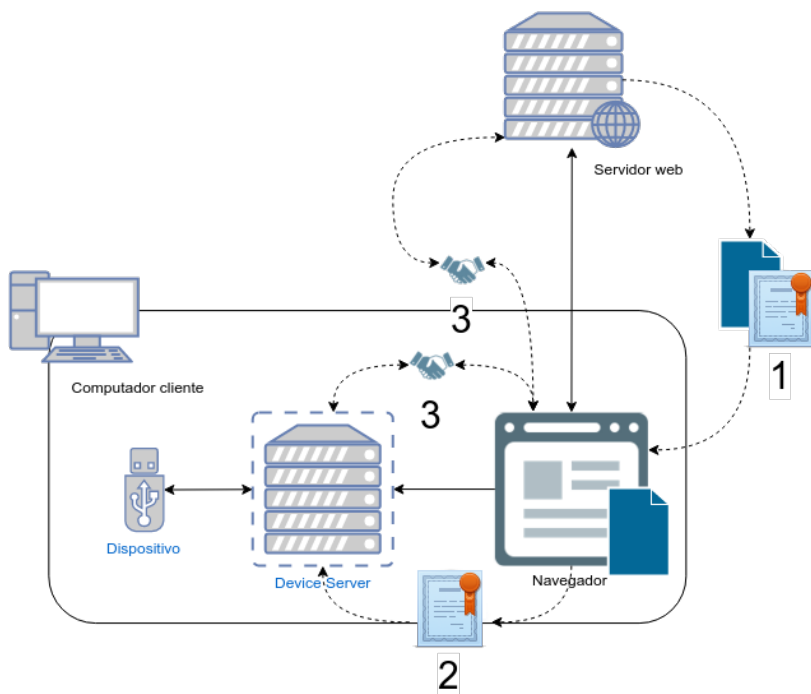 Servidor web
3
1
Computador cliente
3
Dispositivo
Device Server
Navegador
2